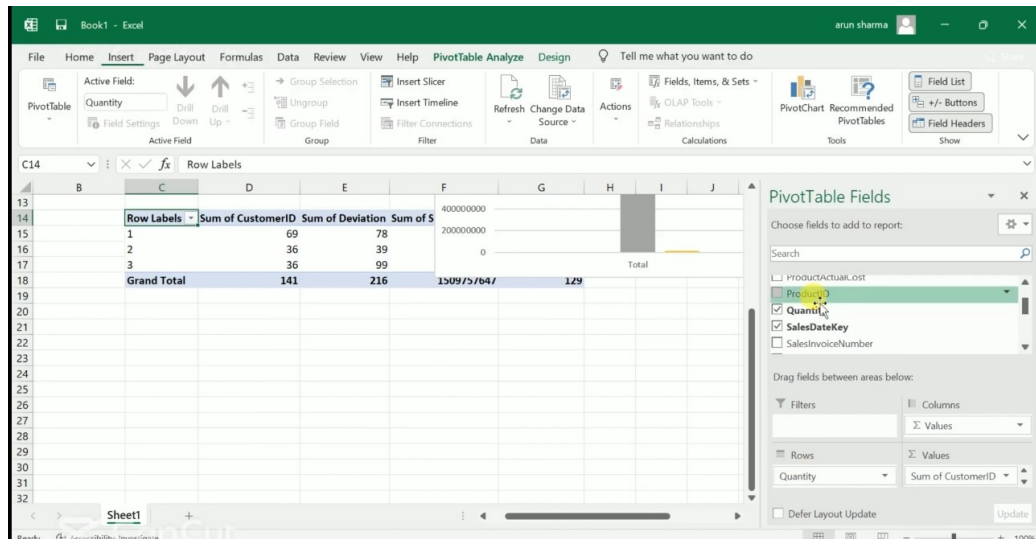 Book1 - Excel
arun sharma
File Home Insert Page Layout Formulas Data Review View Help PivotTable Analyze Design Tell me what you want to do
PivotTable
Active Field:
Quantity
Field Settings
Drill Down
Drill Up
Active Field
Group Selection
Ungroup
Group Field
Group
Insert Slicer
Insert Timeline
Filter Connections
Filter
Refresh
Change Data Source
Data
Actions
Fields, Items, & Sets
OLAP Tools
Relationships
Calculations
PivotChart
Recommended PivotTables
Tools
Field List
+/- Buttons
Field Headers
Show
C14 fx Row Labels
B C D E F G H I J
13
14 Row Labels Sum of CustomerID Sum of Deviation Sum of S
15 1 69 78
16 2 36 39
17 3 36 99
18 Grand Total 141 216 1509757647 129
19
20
21
22
23
24
25
26
27
28
29
30
31
32
400000000
200000000
0
Total
PivotTable Fields
Choose fields to add to report:
Search
ProductActualCost
ProductID
Quantity
SalesDateKey
SalesInvoiceNumber
Drag fields between areas below:
Filters
Columns
Σ Values
Rows
Quantity
Σ Values
Sum of CustomerID
Defer Layout Update
Update
Sheet1
CapCut
Ready Accessibility: Investigate
100%